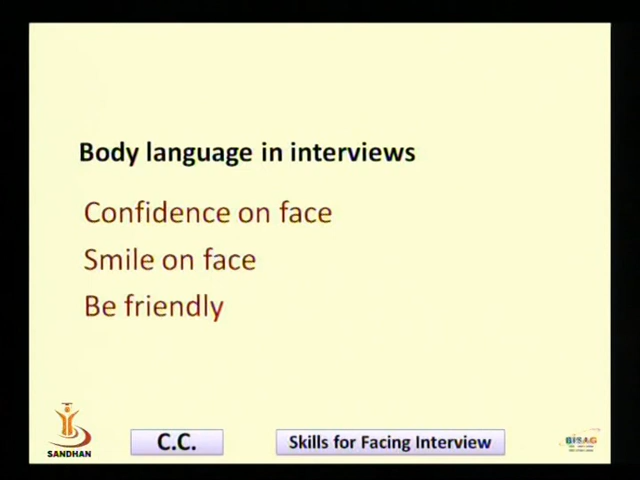 Body language in interviews
Confidence on face
Smile on face
Be friendly
SANDHAN
C.C.
Skills for Facing Interview
BISAG